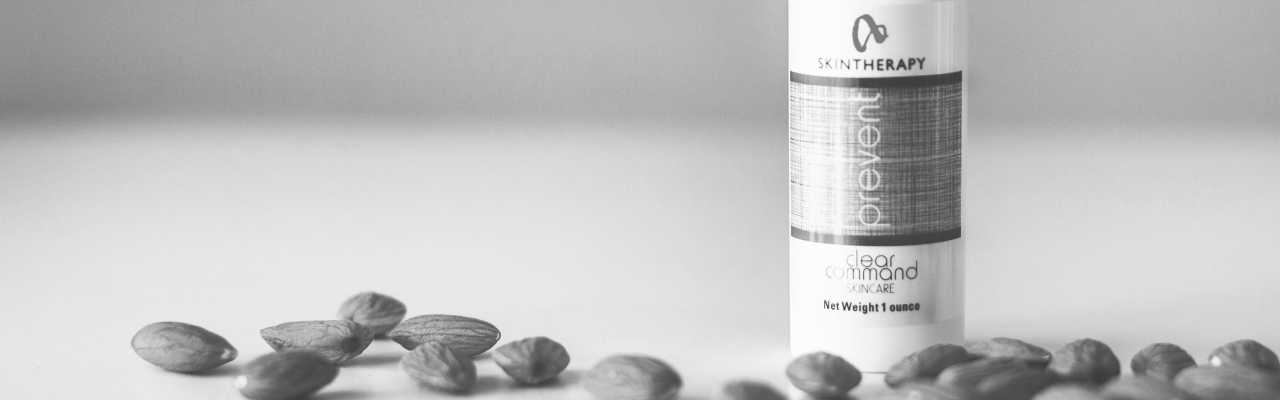 SKINTHERAPY
prevent
clear
command
SKINCARE
Net Weight 1 ounce